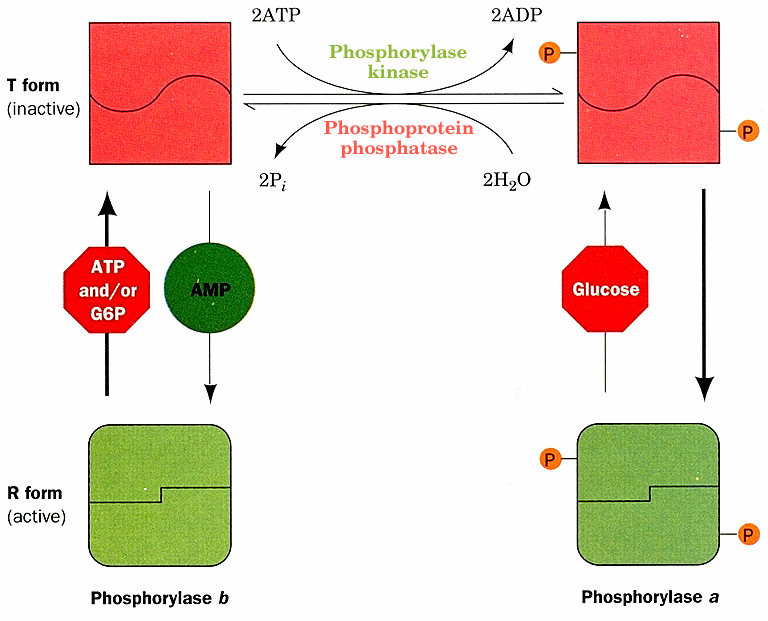 2ATP
2ADP
Phosphorylase
kinase
P
T form
(inactive)
Phosphoprotein
phosphatase
P
2Pi
2H2O
ATP
and/or
G6P
AMP
Glucose
P
R form
(active)
P
Phosphorylase b
Phosphorylase a